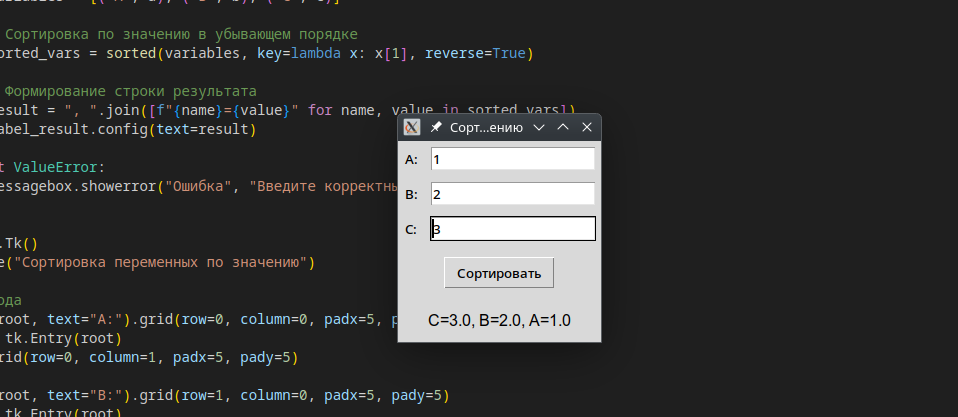 Сортировка по значению в убывающем порядке
orted_vars = sorted(variables, key=lambda x: x[1], reverse=True)
Формирование строки результата
esult = ", ".join([f"{name}={value}" for name, value in sorted_vars])
abel_result.config(text=result)
t ValueError:
essagebox.showerror("Ошибка", "Введите корректны
.Tk()
e("Сортировка переменных по значению")
ода
root, text="A:").grid(row=0, column=0, padx=5, p
tk.Entry(root)
rid(row=0, column=1, padx=5, pady=5)
root, text="B:").grid(row=1, column=0, padx=5, pady=5)
tk.Entry(root)
Сорт...ению
A: 1
B: 2
C: 3
Сортировать
C=3.0, B=2.0, A=1.0